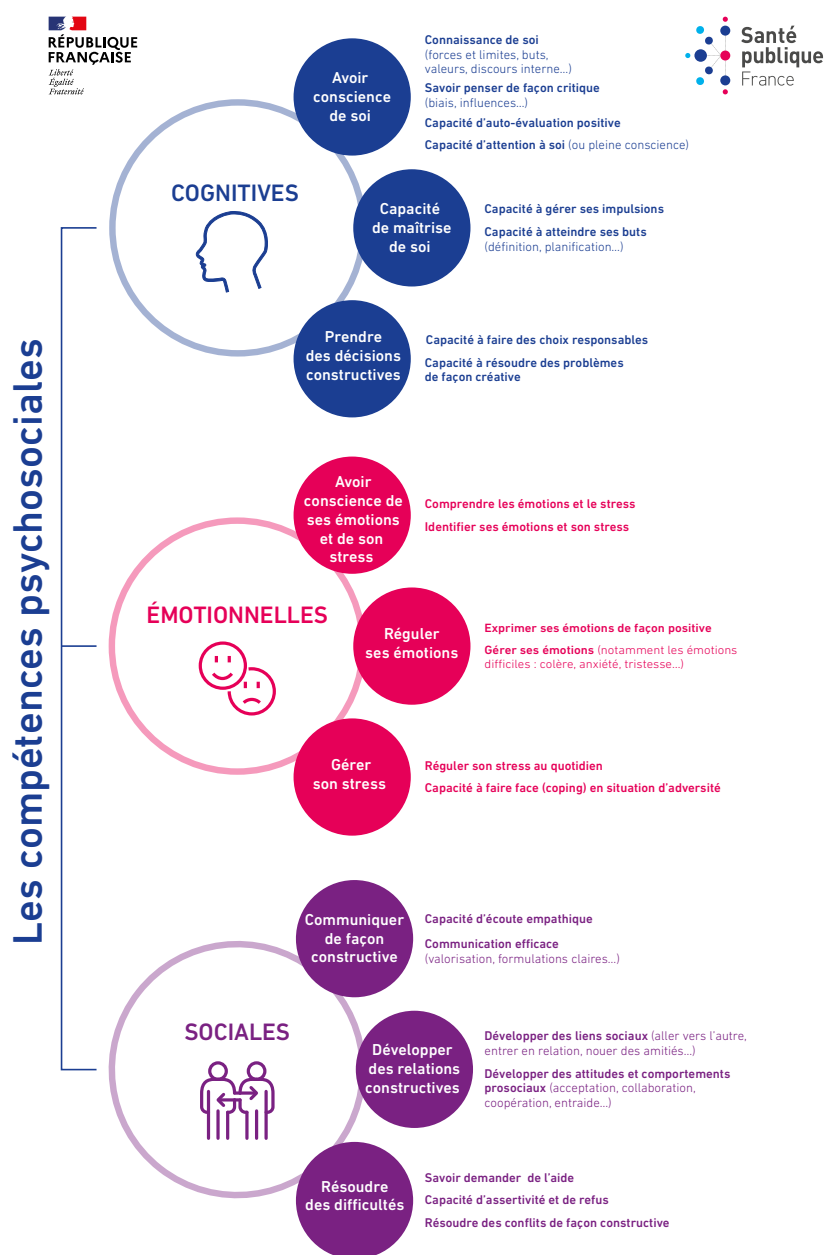 RÉPUBLIQUE
FRANÇAISE
Liberté
Égalité
Fraternité
Santé
publique
France
Les compétences psychosociales
COGNITIVES
Avoir
conscience
de soi
Connaissance de soi
(forces et limites, buts,
valeurs, discours interne...)
Savoir penser de façon critique
(biais, influences...)
Capacité d'auto-évaluation positive
Capacité d'attention à soi (ou pleine conscience)
Capacité
de maîtrise
de soi
Capacité à gérer ses impulsions
Capacité à atteindre ses buts
(définition, planification...)
Prendre
des décisions
constructives
Capacité à faire des choix responsables
Capacité à résoudre des problèmes
de façon créative
ÉMOTIONNELLES
Avoir
conscience de
ses émotions
et de son
stress
Comprendre les émotions et le stress
Identifier ses émotions et son stress
Réguler
ses émotions
Exprimer ses émotions de façon positive
Gérer ses émotions (notamment les émotions
difficiles : colère, anxiété, tristesse...)
Gérer
son stress
Réguler son stress au quotidien
Capacité à faire face (coping) en situation d'adversité
SOCIALES
Communiquer
de façon
constructive
Capacité d'écoute empathique
Communication efficace
(valorisation, formulations claires...)
Développer
des relations
constructives
Développer des liens sociaux (aller vers l'autre,
entrer en relation, nouer des amitiés...)
Développer des attitudes et comportements
prosociaux (acceptation, collaboration,
coopération, entraide...)
Résoudre
des difficultés
Savoir demander de l'aide
Capacité d'assertivité et de refus
Résoudre des conflits de façon constructive